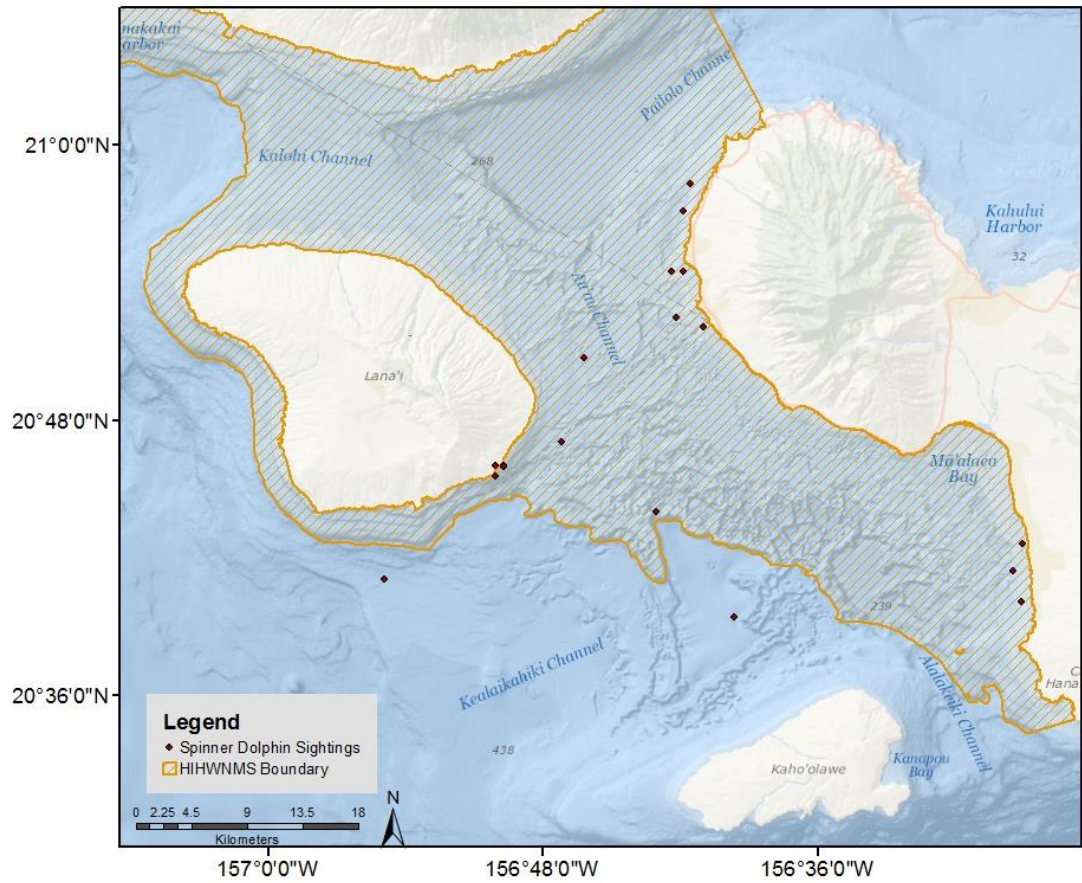 nakakai
arbor
Pailolo Channe
21°0'0"N
Kalohi Channel
268
Kahului
Harbor
32
Au'au Channel
Lana'i
20°48'0"N
Ma'alaea
Bay
239
Kealaikahiki Channel
Alalakeiki Channel
C
Hana
20°36'0"N
438
Kaho'olawe
Kanapou
Bay
Legend
Spinner Dolphin Sightings
HIHWNMS Boundary
0 2.25 4.5 9 13.5 18
Kilometers
N
157°0'0"W 156°48'0"W 156°36'0"W